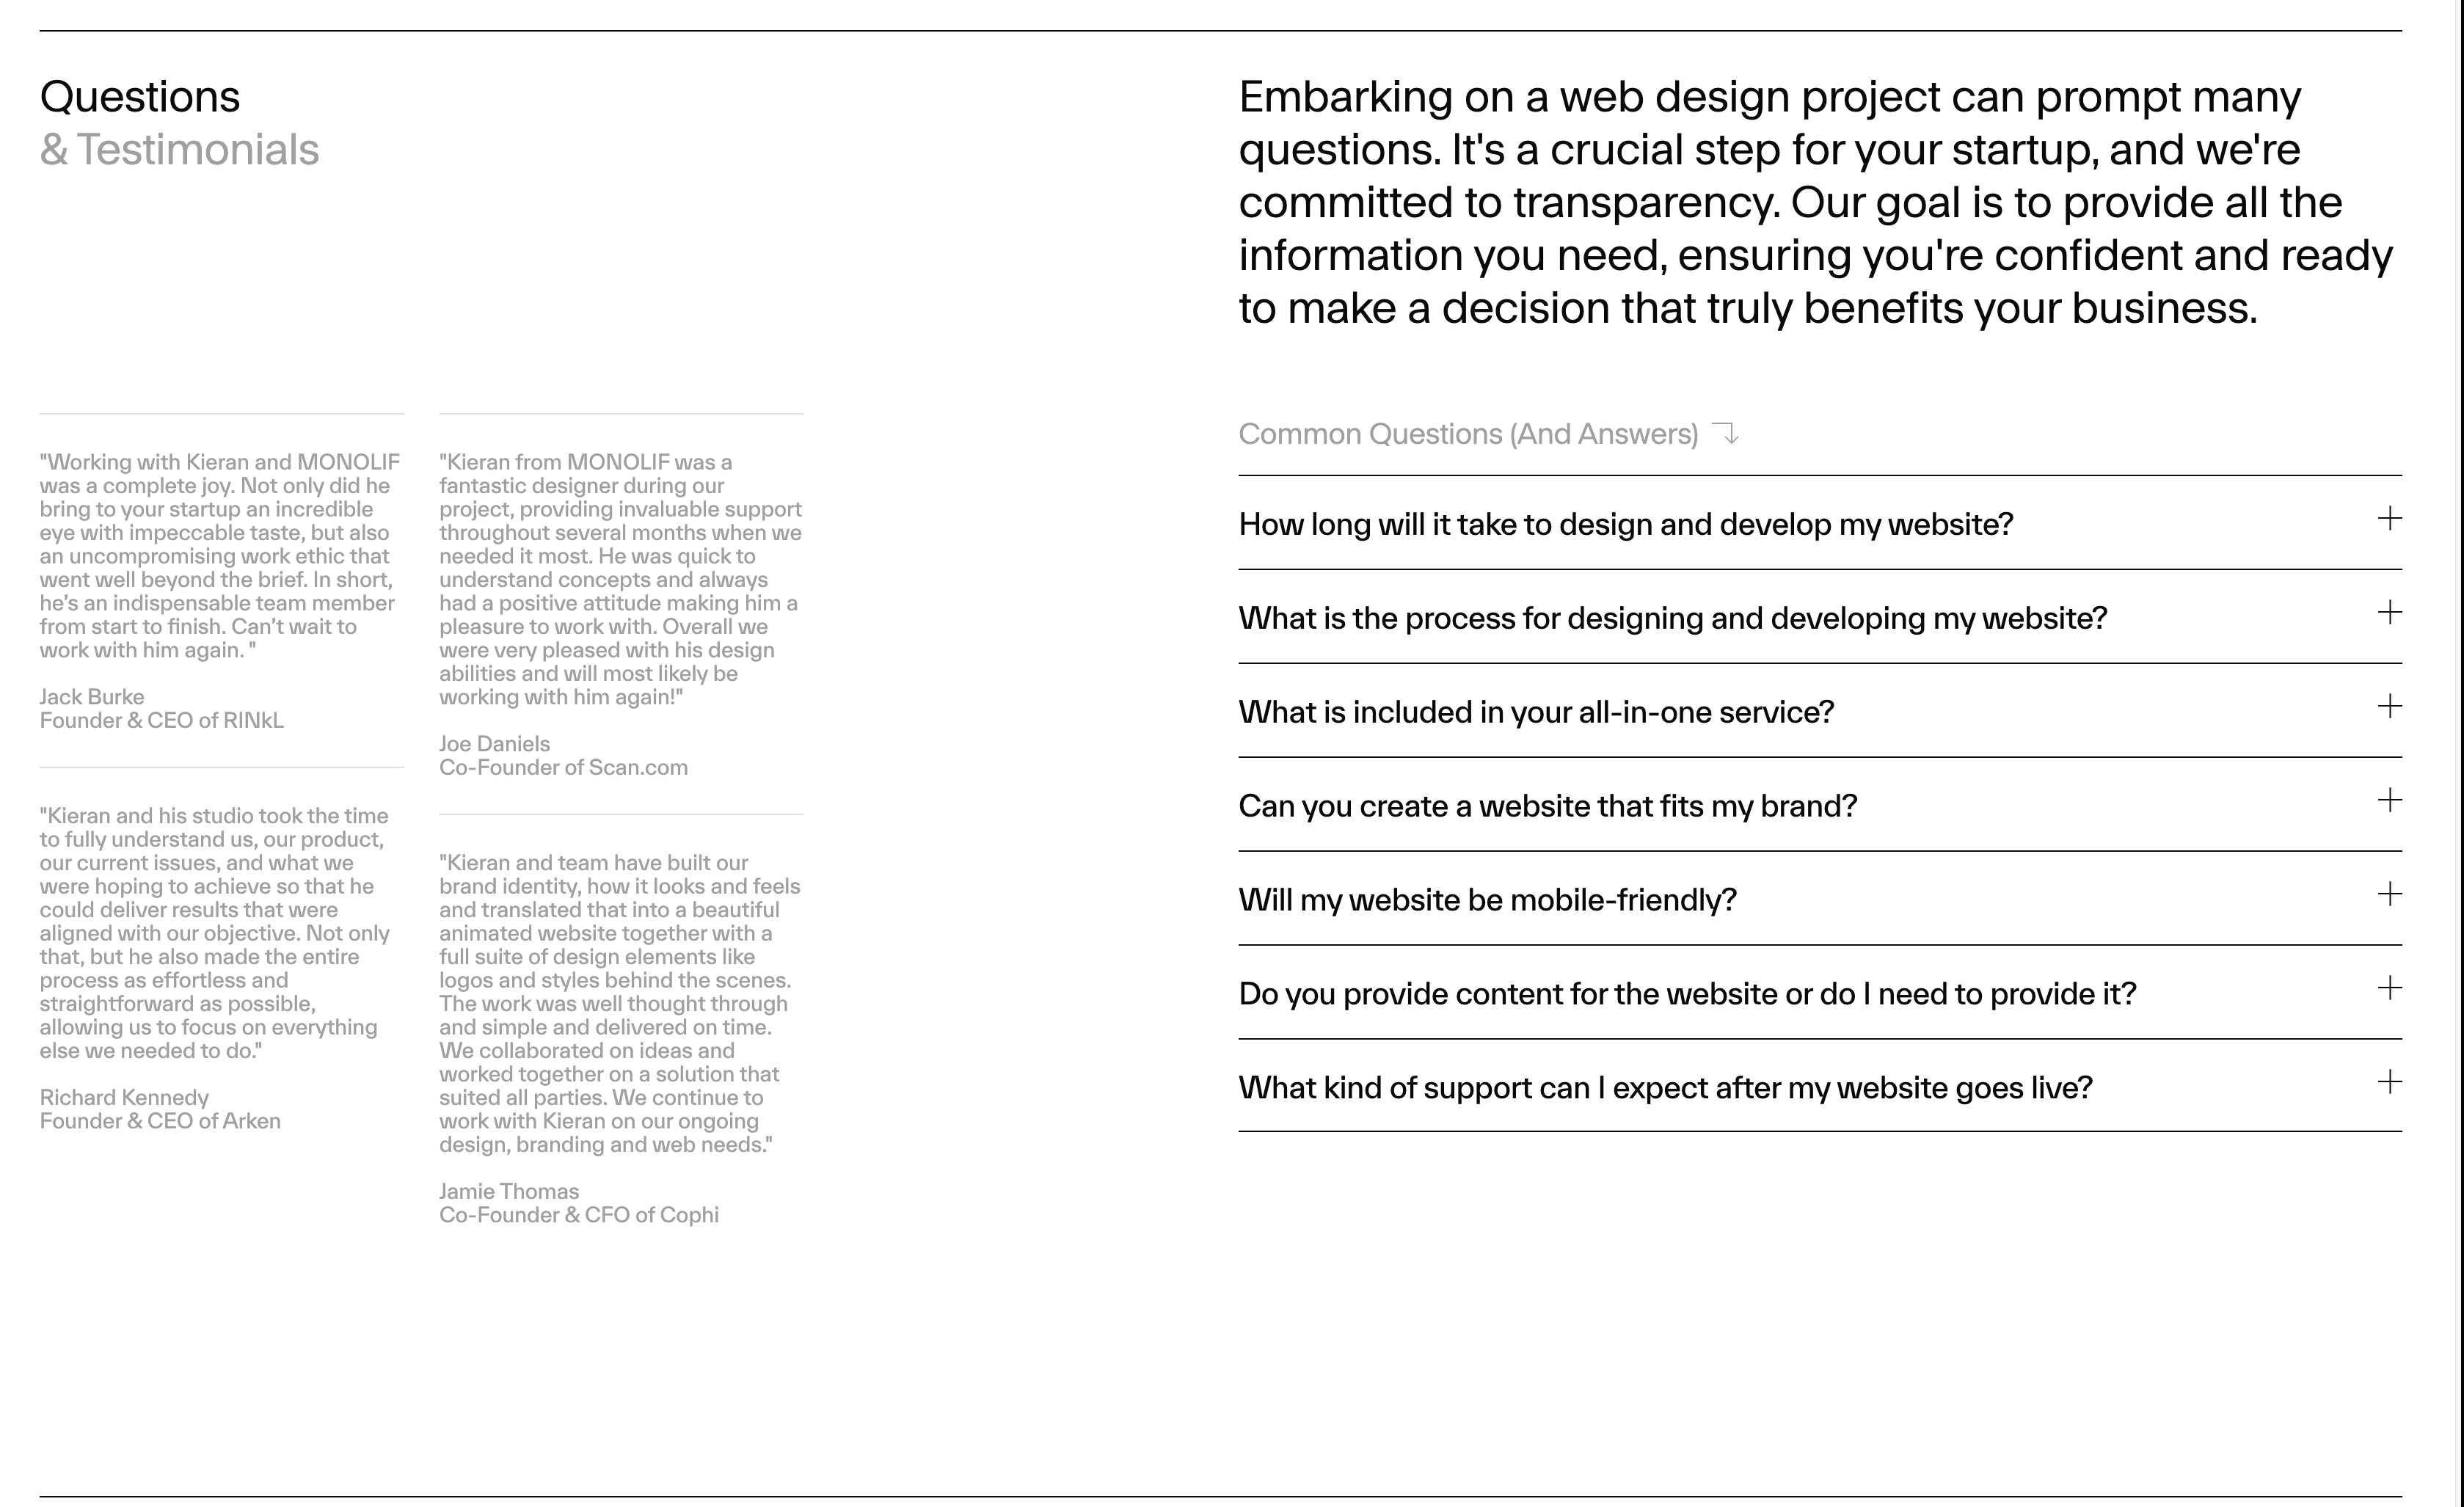 Questions
& Testimonials
Embarking on a web design project can prompt many
questions. It's a crucial step for your startup, and we're
committed to transparency. Our goal is to provide all the
information you need, ensuring you're confident and ready
to make a decision that truly benefits your business.
"Working with Kieran and MONOLIF
was a complete joy. Not only did he
bring to your startup an incredible
eye with impeccable taste, but also
an uncompromising work ethic that
went well beyond the brief. In short,
he’s an indispensable team member
from start to finish. Can’t wait to
work with him again. "
Jack Burke
Founder & CEO of RINkL
"Kieran and his studio took the time
to fully understand us, our product,
our current issues, and what we
were hoping to achieve so that he
could deliver results that were
aligned with our objective. Not only
that, but he also made the entire
process as effortless and
straightforward as possible,
allowing us to focus on everything
else we needed to do."
Richard Kennedy
Founder & CEO of Arken
"Kieran from MONOLIF was a
fantastic designer during our
project, providing invaluable support
throughout several months when we
needed it most. He was quick to
understand concepts and always
had a positive attitude making him a
pleasure to work with. Overall we
were very pleased with his design
abilities and will most likely be
working with him again!"
Joe Daniels
Co-Founder of Scan.com
"Kieran and team have built our
brand identity, how it looks and feels
and translated that into a beautiful
animated website together with a
full suite of design elements like
logos and styles behind the scenes.
The work was well thought through
and simple and delivered on time.
We collaborated on ideas and
worked together on a solution that
suited all parties. We continue to
work with Kieran on our ongoing
design, branding and web needs."
Jamie Thomas
Co-Founder & CFO of Cophi
Common Questions (And Answers)
How long will it take to design and develop my website?
What is the process for designing and developing my website?
What is included in your all-in-one service?
Can you create a website that fits my brand?
Will my website be mobile-friendly?
Do you provide content for the website or do I need to provide it?
What kind of support can I expect after my website goes live?